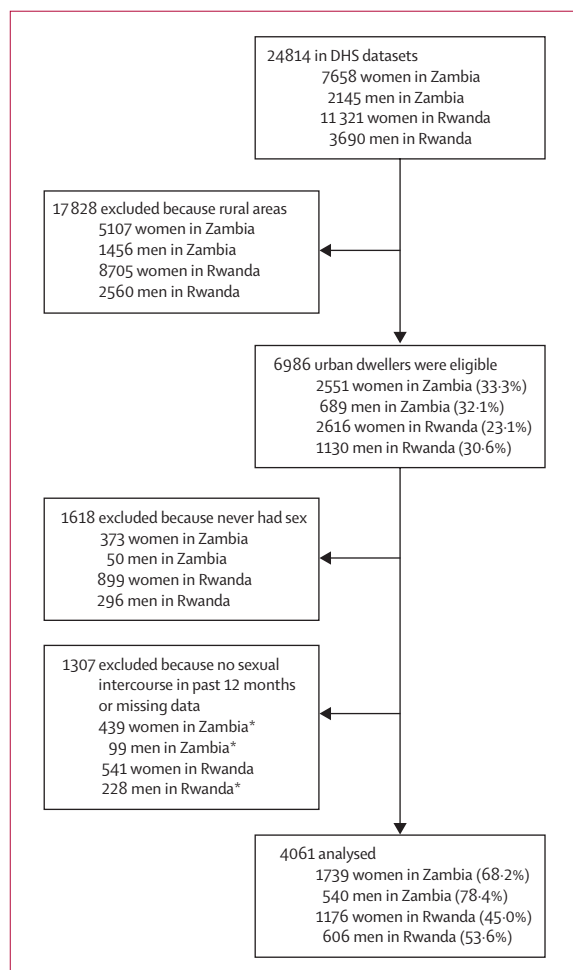 24814 in DHS datasets
7658 women in Zambia
2145 men in Zambia
11 321 women in Rwanda
3690 men in Rwanda
17 828 excluded because rural areas
5107 women in Zambia
1456 men in Zambia
8705 women in Rwanda
2560 men in Rwanda
6986 urban dwellers were eligible
2551 women in Zambia (33·3%)
689 men in Zambia (32·1%)
2616 women in Rwanda (23·1%)
1130 men in Rwanda (30·6%)
1618 excluded because never had sex
373 women in Zambia
50 men in Zambia
899 women in Rwanda
296 men in Rwanda
1307 excluded because no sexual
intercourse in past 12 months
or missing data
439 women in Zambia*
99 men in Zambia*
541 women Rwanda
228 men in Rwanda*
4061 analysed
1739 women in Zambia (68·2%)
540 men in Zambia (78·4%)
1176 women in Rwanda (45·0%)
606 men in Rwanda (53·6%)